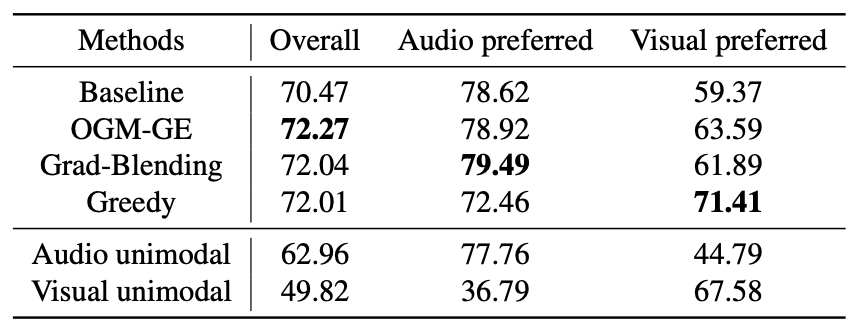 Methods Overall Audio preferred Visual preferred
Baseline 70.47 78.62 59.37
OGM-GE 72.27 78.92 63.59
Grad-Blending 72.04 79.49 61.89
Greedy 72.01 72.46 71.41
Audio unimodal 62.96 77.76 44.79
Visual unimodal 49.82 36.79 67.58